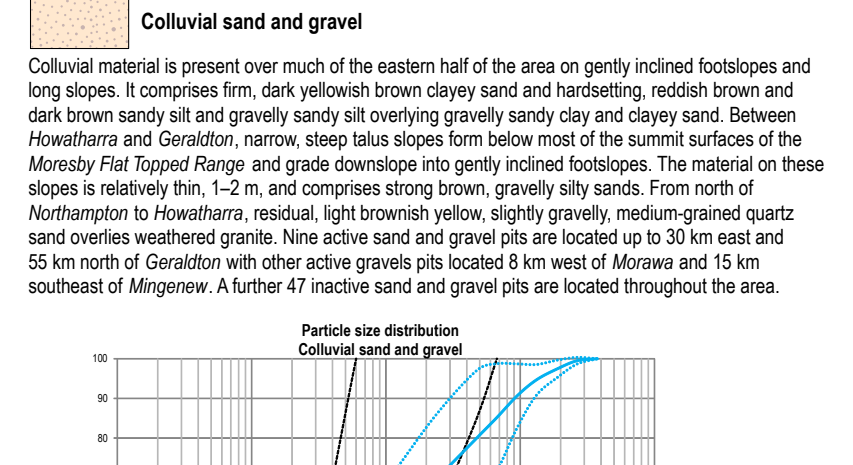 Colluvial sand and gravel
Colluvial material is present over much of the eastern half of the area on gently inclined footslopes and
long slopes. It comprises firm, dark yellowish brown clayey sand and hardsetting, reddish brown and
dark brown sandy silt and gravelly sandy silt overlying gravelly sandy clay and clayey sand. Between
Howatharra and Geraldton, narrow, steep talus slopes form below most of the summit surfaces of the
Moresby Flat Topped Range and grade downslope into gently inclined footslopes. The material on these
slopes is relatively thin, 1–2 m, and comprises strong brown, gravelly silty sands. From north of
Northampton to Howatharra, residual, light brownish yellow, slightly gravelly, medium-grained quartz
sand overlies weathered granite. Nine active sand and gravel pits are located up to 30 km east and
55 km north of Geraldton with other active gravels pits located 8 km west of Morawa and 15 km
southeast of Mingenew. A further 47 inactive sand and gravel pits are located throughout the area.
Particle size distribution
Colluvial sand and gravel
100
90
80